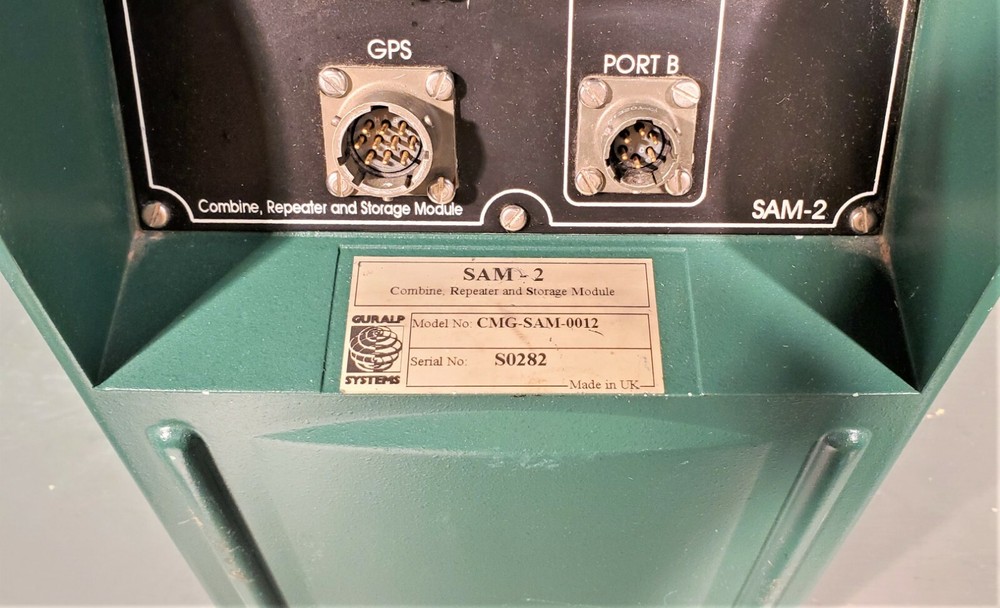 GPS
PORT B
Combine, Repeater and Storage Module
SAM-2
SAM - 2
Combine, Repeater and Storage Module
GURALP
SYSTEMS
Model No: CMG-SAM-0012
Serial No: S0282
Made in UK